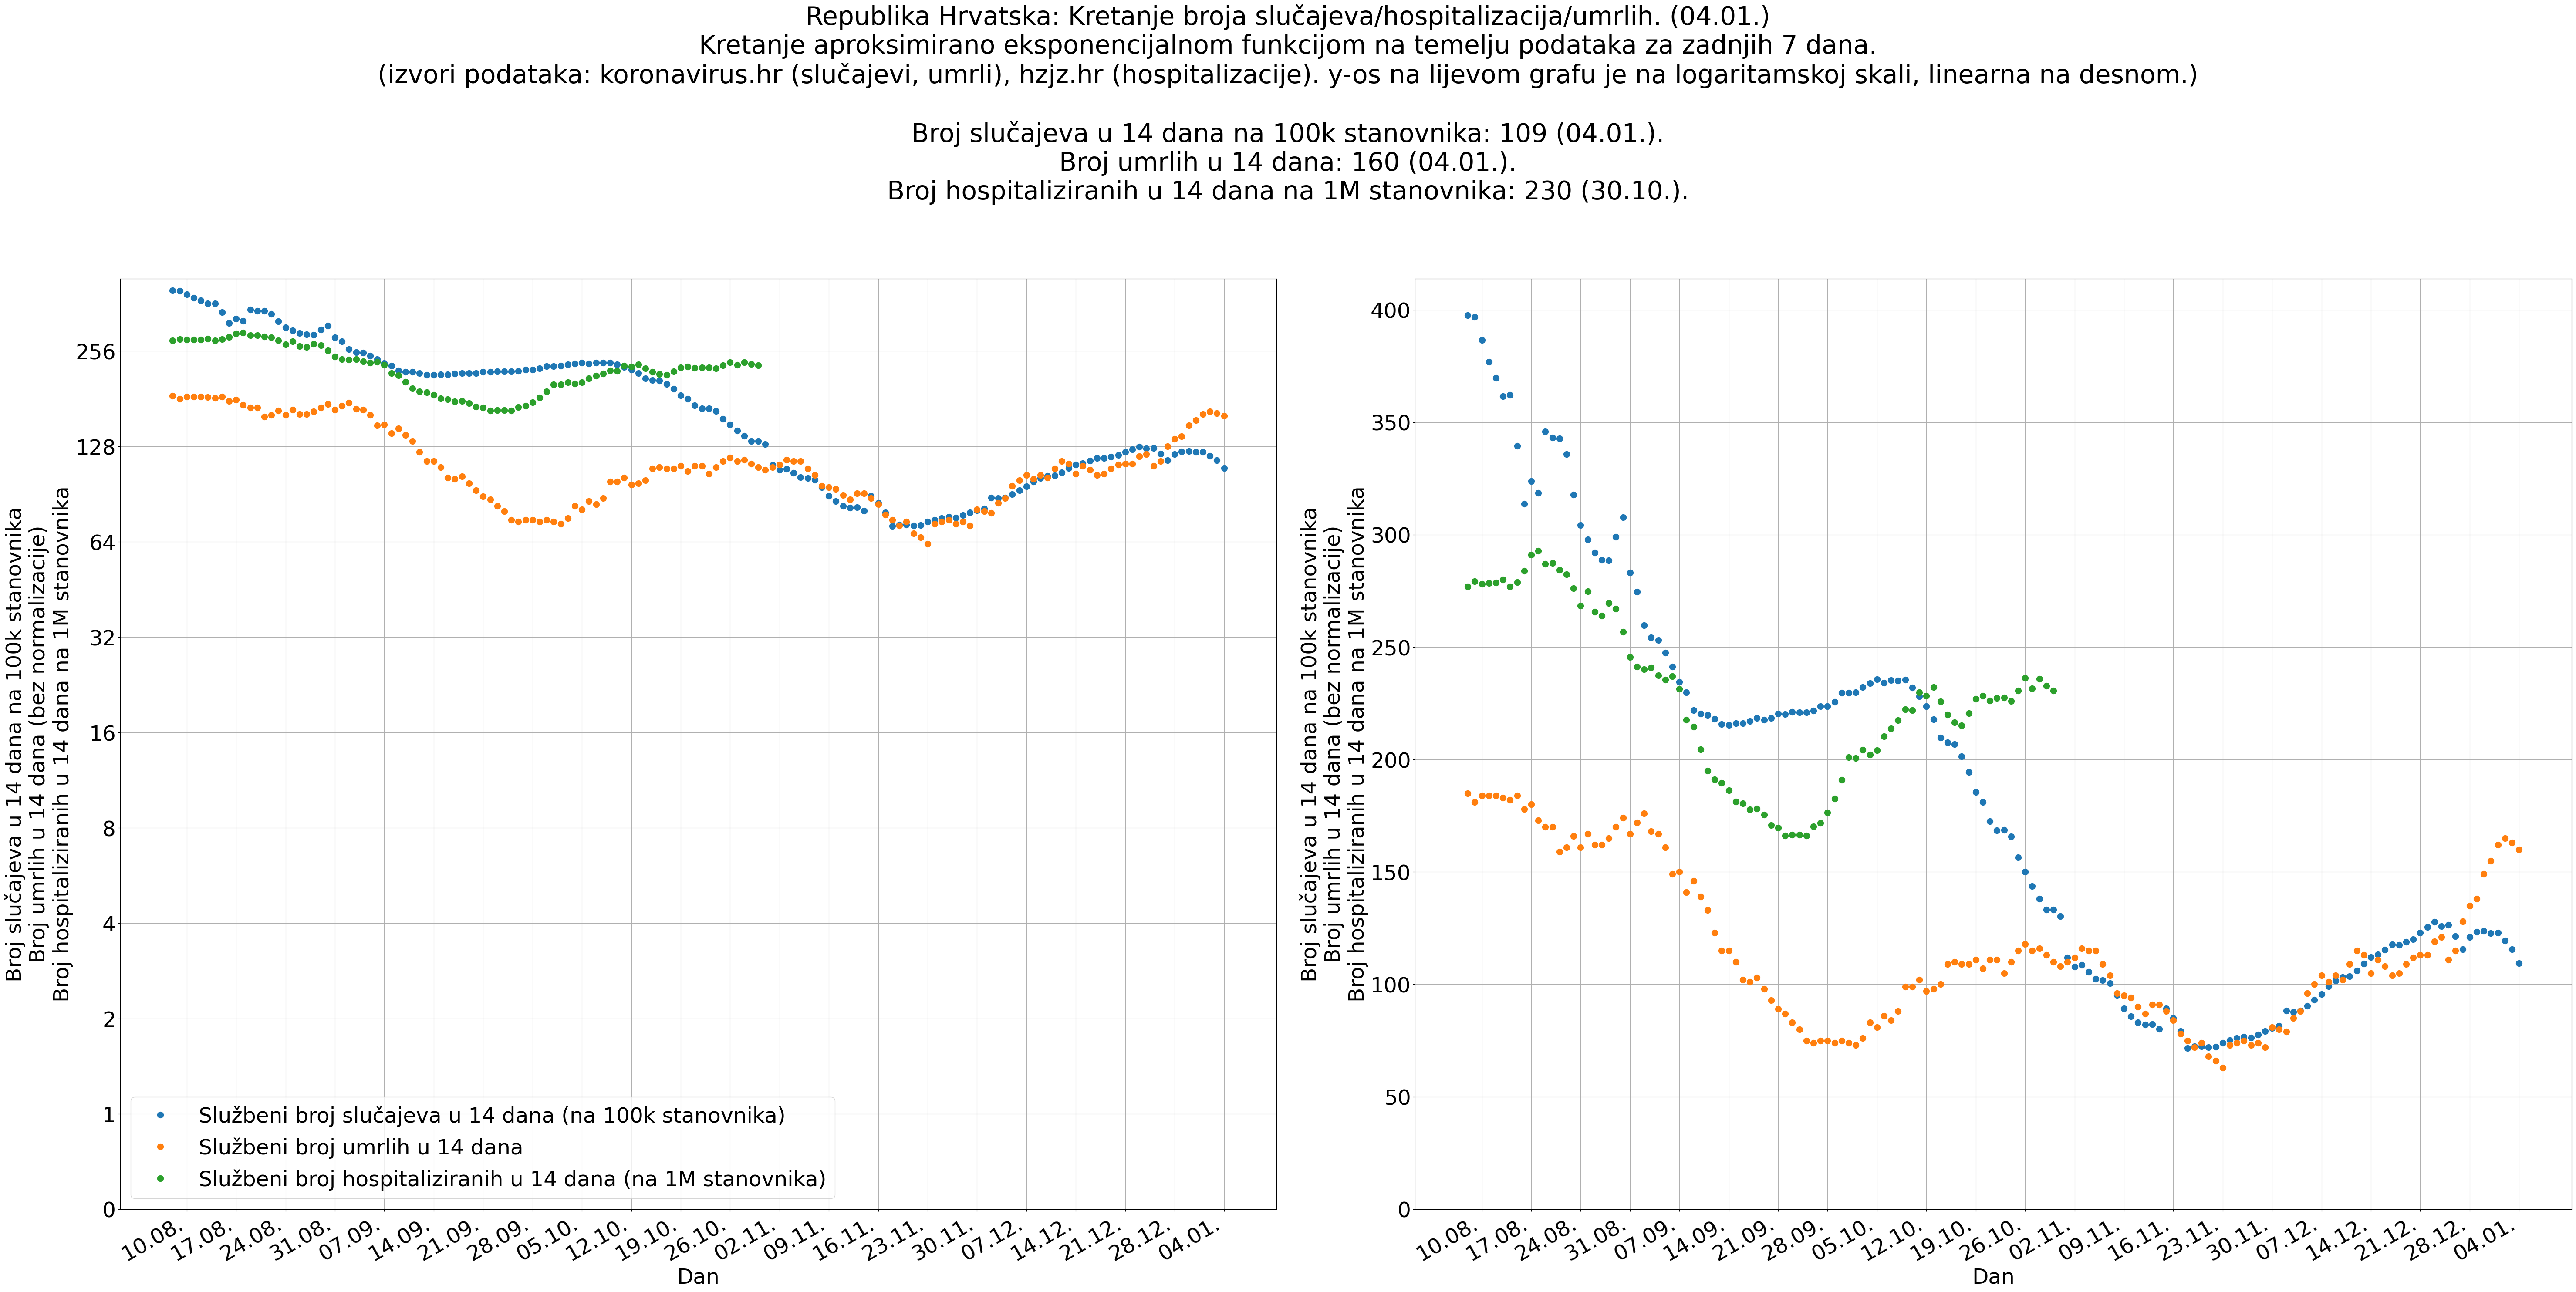 Republika Hrvatska: Kretanje broja slučajeva/hospitalizacija/umrlih. (04.01.)
Kretanje aproksimirano eksponencijalnom funkcijom na temelju podataka za zadnjih 7 dana.
(izvori podataka: koronavirus.hr (slučajevi, umrli), hzjz.hr (hospitalizacije). y-os na lijevom grafu je na logaritamskoj skali, linearna na desnom.)
Broj slučajeva u 14 dana na 100k stanovnika: 109 (04.01.).
Broj umrlih u 14 dana: 160 (04.01.).
Broj hospitaliziranih u 14 dana na 1M stanovnika: 230 (30.10.).
Broj slučajeva u 14 dana na 100k stanovnika
Broj umrlih u 14 dana (bez normalizacije)
Broj hospitaliziranih u 14 dana na 1M stanovnika
256
128
64
32
16
8
4
2
1
0
Službeni broj slučajeva u 14 dana (na 100k stanovnika)
Službeni broj umrlih u 14 dana
Službeni broj hospitaliziranih u 14 dana (na 1M stanovnika)
10.08. 17.08. 24.08. 31.08. 07.09. 14.09. 21.09. 28.09. 05.10. 12.10. 19.10. 26.10. 02.11. 09.11. 16.11. 23.11. 30.11. 07.12. 14.12. 21.12. 28.12. 04.01.
Dan
Broj slučajeva u 14 dana na 100k stanovnika
Broj umrlih u 14 dana (bez normalizacije)
Broj hospitaliziranih u 14 dana na 1M stanovnika
400
350
300
250
200
150
100
50
0
10.08. 17.08. 24.08. 31.08. 07.09. 14.09. 21.09. 28.09. 05.10. 12.10. 19.10. 26.10. 02.11. 09.11. 16.11. 23.11. 30.11. 07.12. 14.12. 21.12. 28.12. 04.01.
Dan